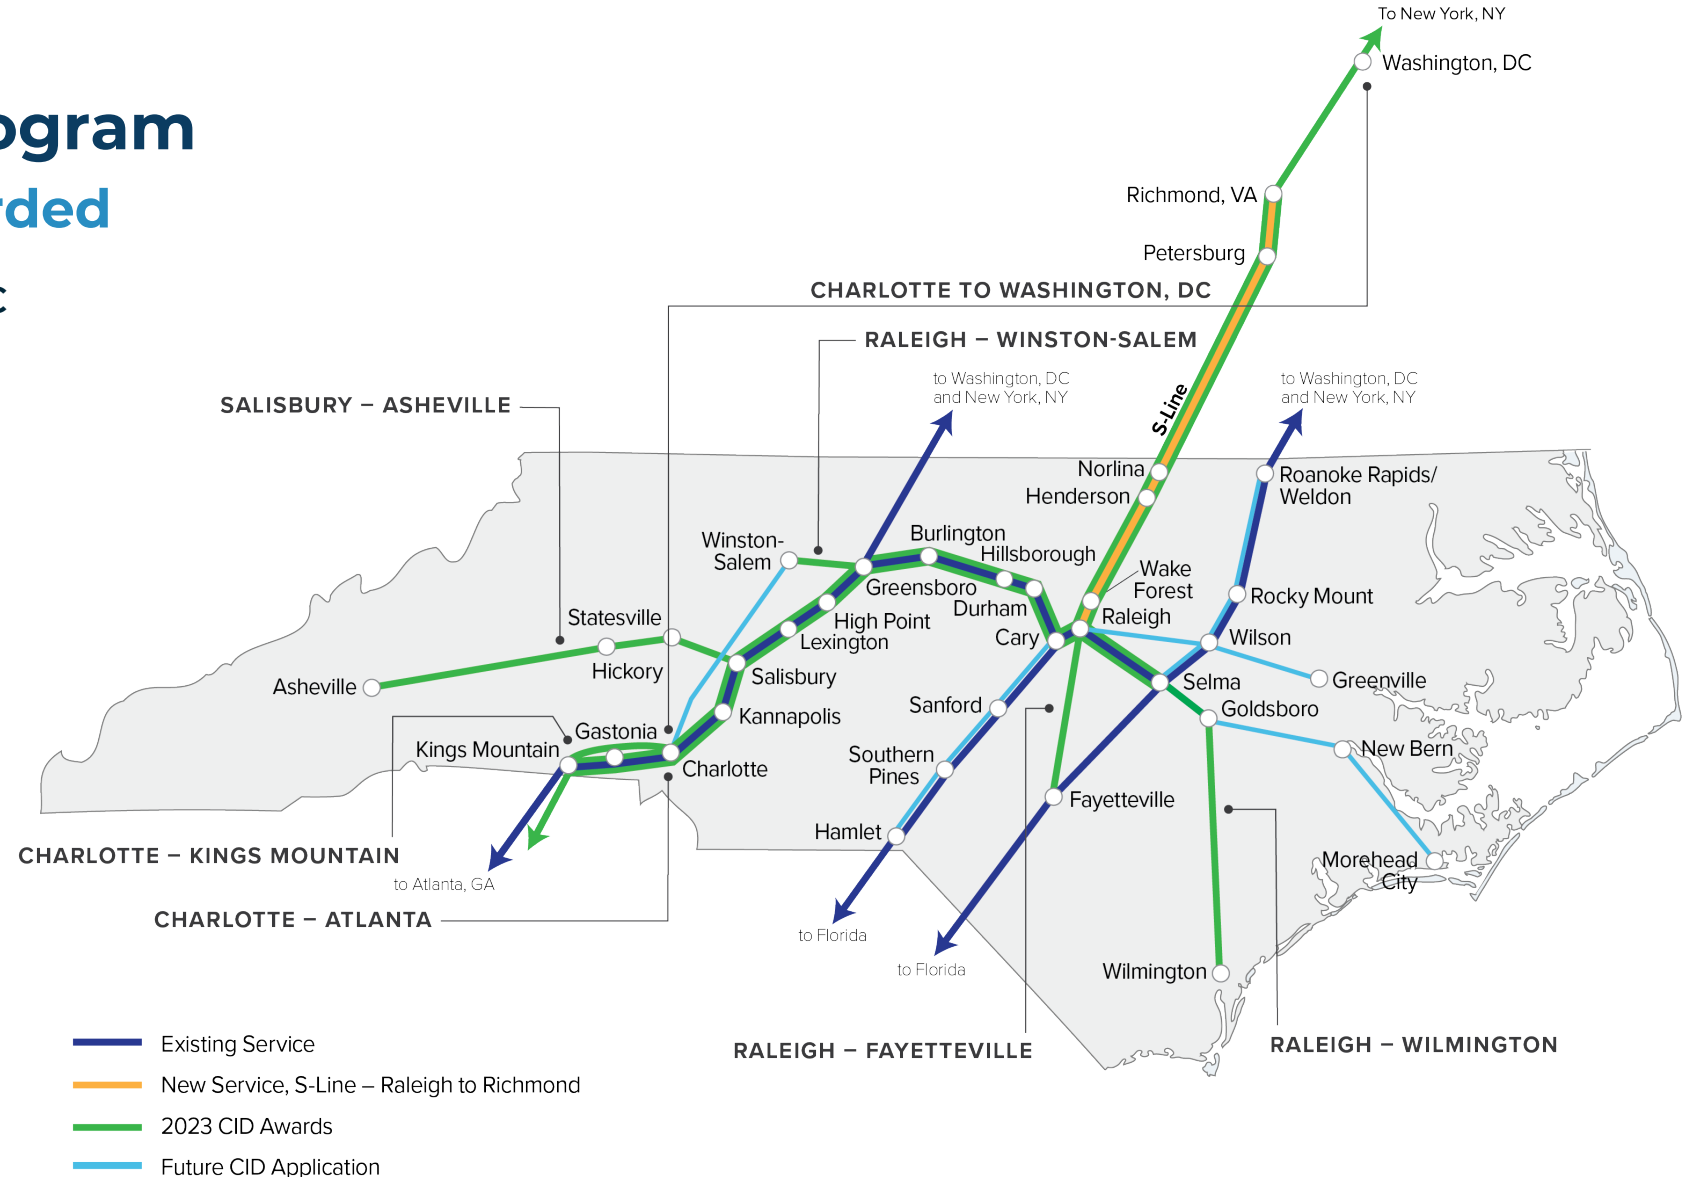 ogram
rded
C
To New York, NY
Washington, DC
Richmond, VA
Petersburg
CHARLOTTE TO WASHINGTON, DC
RALEIGH – WINSTON-SALEM
to Washington, DC
and New York, NY
to Washington, DC
and New York, NY
SALISBURY – ASHEVILLE
S-Line
Norlina
Henderson
Roanoke Rapids/
Weldon
Winston-
Salem
Burlington
Hillsborough
Greensboro
Durham
Wake
Forest
Rocky Mount
Statesville
High Point
Lexington
Cary
Raleigh
Wilson
Hickory
Asheville
Salisbury
Selma
Greenville
Kannapolis
Sanford
Goldsboro
Gastonia
Kings Mountain
Charlotte
Southern
Pines
New Bern
Fayetteville
Hamlet
CHARLOTTE – KINGS MOUNTAIN
Morehead
City
to Atlanta, GA
CHARLOTTE – ATLANTA
to Florida
to Florida
Wilmington
RALEIGH – FAYETTEVILLE
RALEIGH – WILMINGTON
Existing Service
New Service, S-Line – Raleigh to Richmond
2023 CID Awards
Future CID Application